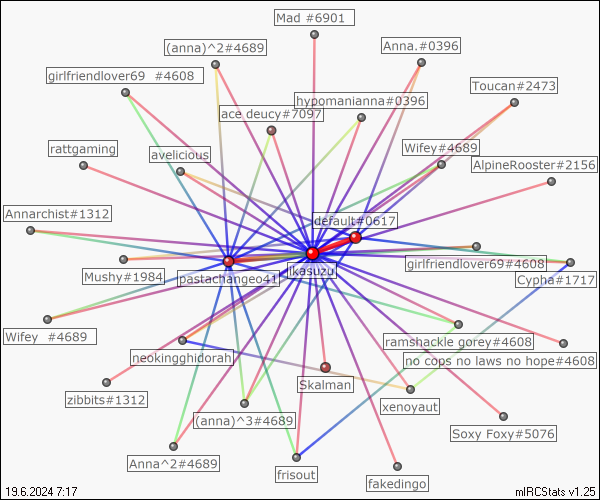 Mad #6901
(anna)^2#4689
Anna.#0396
girlfriendlover69 #4608
Toucan#2473
hypomanianna#0396
ace deucy#7097
rattgaming
avelicious
Wifey#4689
AlpineRooster#2156
Annarchist#1312
default#0617
ikasuzu
girlfriendlover69#4608
Mushy#1984
pastachangeo41
Cypha#1717
Wifey #4689
ramshackle gorey#4608
neokingghidorah
no cops no laws no hope#4608
Skalman
zibbits#1312
xenoyaut
(anna)^3#4689
Soxy Foxy#5076
Anna^2#4689
frisout
fakedingo
19.6.2024 7:17
mIRCStats v1.25